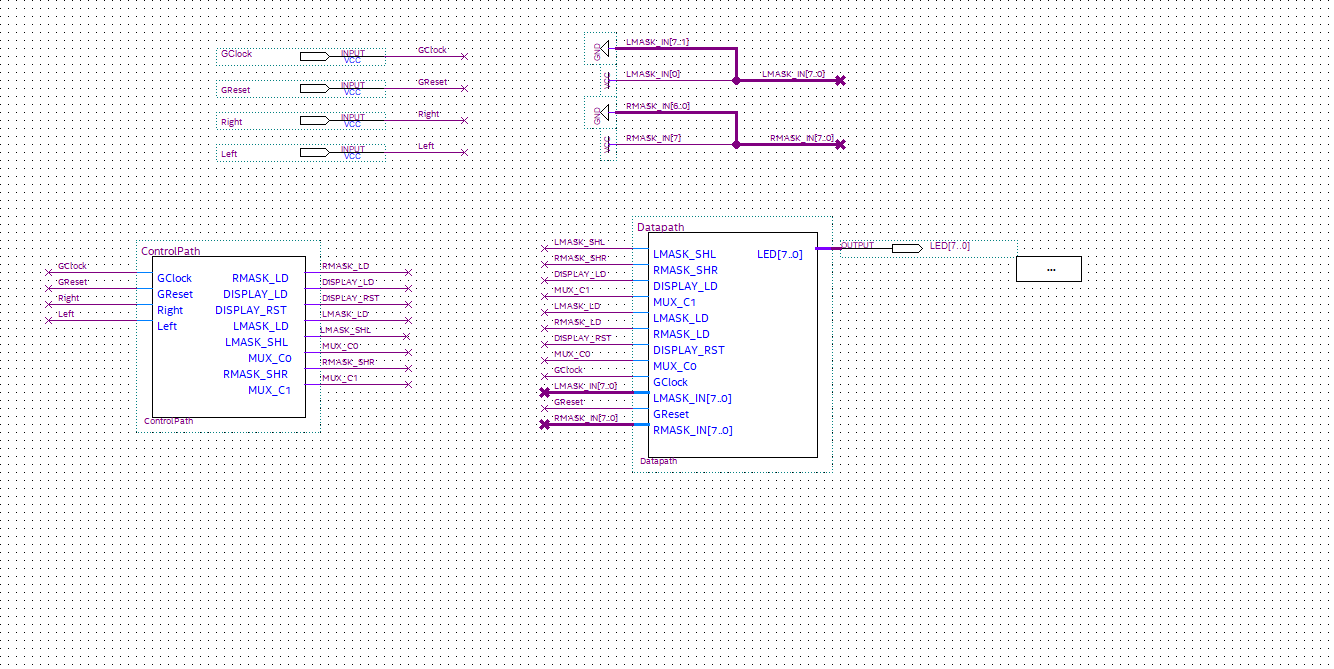 GClock INPUT VCC GClock
GReset INPUT VCC GReset
Right INPUT VCC Right
Left INPUT VCC Left
GND LMASK_IN[7..1]
VCC LMASK_IN[0] LMASK_IN[7..0]
GND RMASK_IN[6..0]
VCC RMASK_IN[7] RMASK_IN[7..0]
ControlPath
GClock
GReset
Right
Left
GClock
GReset
Right
Left
RMASK_LD
DISPLAY_LD
DISPLAY_RST
LMASK_LD
LMASK_SHL
MUX_C0
RMASK_SHR
MUX_C1
RMASK_LD
DISPLAY_LD
DISPLAY_RST
LMASK_LD
LMASK_SHL
MUX_C0
RMASK_SHR
MUX_C1
ControlPath
Datapath
LMASK_SHL
RMASK_SHR
DISPLAY_LD
MUX_C1
LMASK_LD
RMASK_LD
DISPLAY_RST
MUX_C0
GClock
LMASK_IN[7..0]
GReset
RMASK_IN[7..0]
LMASK_SHL
RMASK_SHR
DISPLAY_LD
MUX_C1
LMASK_LD
RMASK_LD
DISPLAY_RST
MUX_C0
GClock
LMASK_IN[7..0]
GReset
RMASK_IN[7..0]
LED[7..0]
Datapath
OUTPUT LED[7..0]
...